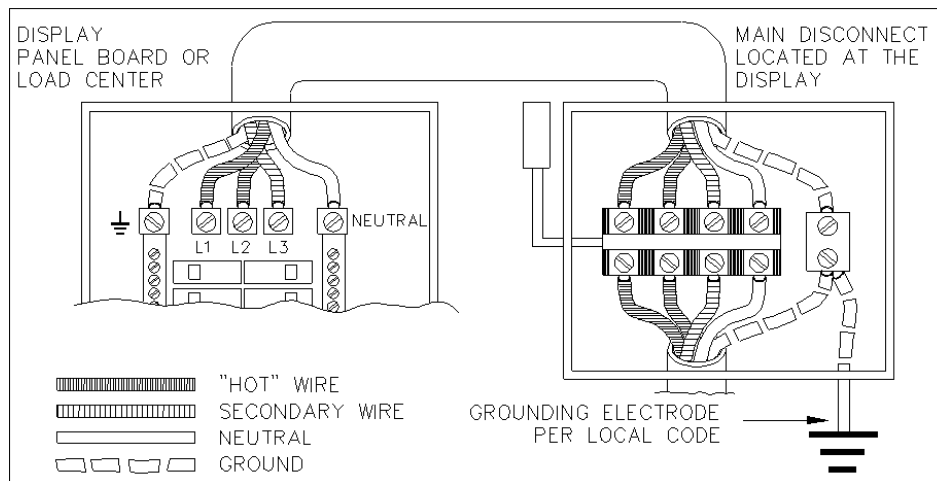 DISPLAY
PANEL BOARD OR
LOAD CENTER
MAIN DISCONNECT
LOCATED AT THE
DISPLAY
NEUTRAL
L1 L2 L3
"HOT" WIRE
SECONDARY WIRE
NEUTRAL
GROUND
GROUNDING ELECTRODE
PER LOCAL CODE